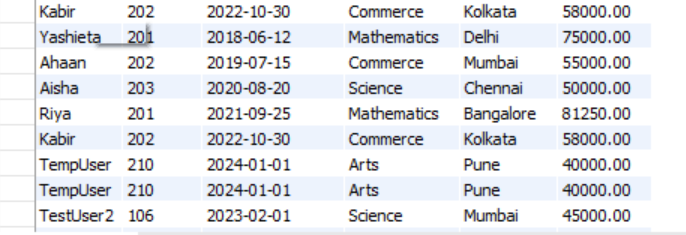 Kabir 202 2022-10-30 Commerce Kolkata 58000.00
Yashieta 201 2018-06-12 Mathematics Delhi 75000.00
Ahaan 202 2019-07-15 Commerce Mumbai 55000.00
Aisha 203 2020-08-20 Science Chennai 50000.00
Riya 201 2021-09-25 Mathematics Bangalore 81250.00
Kabir 202 2022-10-30 Commerce Kolkata 58000.00
TempUser 210 2024-01-01 Arts Pune 40000.00
TempUser 210 2024-01-01 Arts Pune 40000.00
TestUser2 106 2023-02-01 Science Mumbai 45000.00